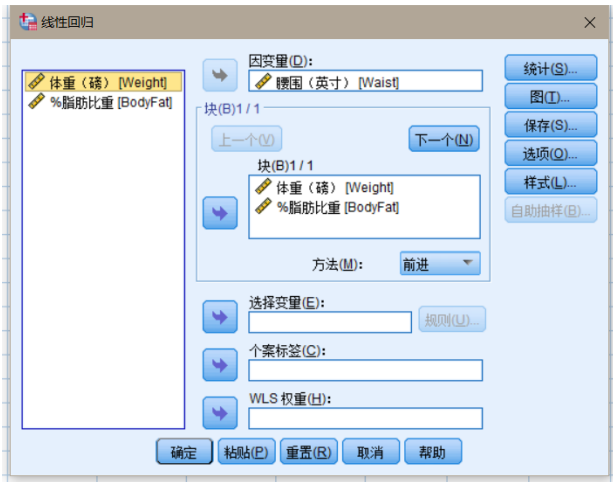 线性回归
体重（磅） [Weight]
%脂肪比重 [BodyFat]
因变量(D):
腰围（英寸） [Waist]
块(B)1 / 1
上一个(V)
下一个(N)
块(B)1 / 1
体重（磅） [Weight]
%脂肪比重 [BodyFat]
方法(M):
前进
选择变量(E):
规则(U)...
个案标签(C):
WLS 权重(H):
统计(S)...
图(T)...
保存(S)...
选项(O)...
样式(L)...
自助抽样(B)...
确定
粘贴(P)
重置(R)
取消
帮助